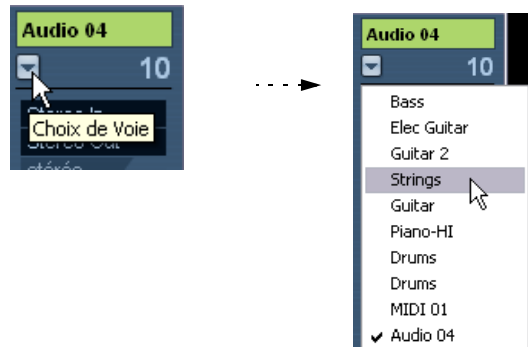 Audio 04
10
Choix de Voie
Audio 04
10
Bass
Elec Guitar
Guitar 2
Strings
Guitar
Piano-HI
Drums
Drums
MIDI 01
Audio 04